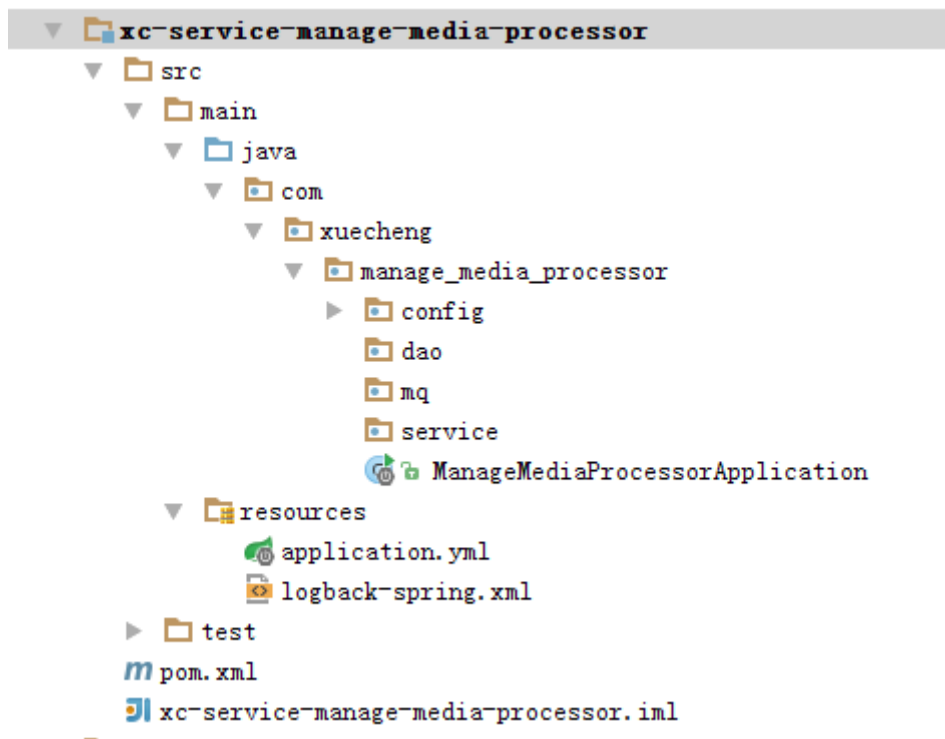 xc-service-manage-media-processor
src
main
java
com
xuecheng
manage_media_processor
config
dao
mq
service
ManageMediaProcessorApplication
resources
application.yml
logback-spring.xml
test
pom.xml
xc-service-manage-media-processor.iml